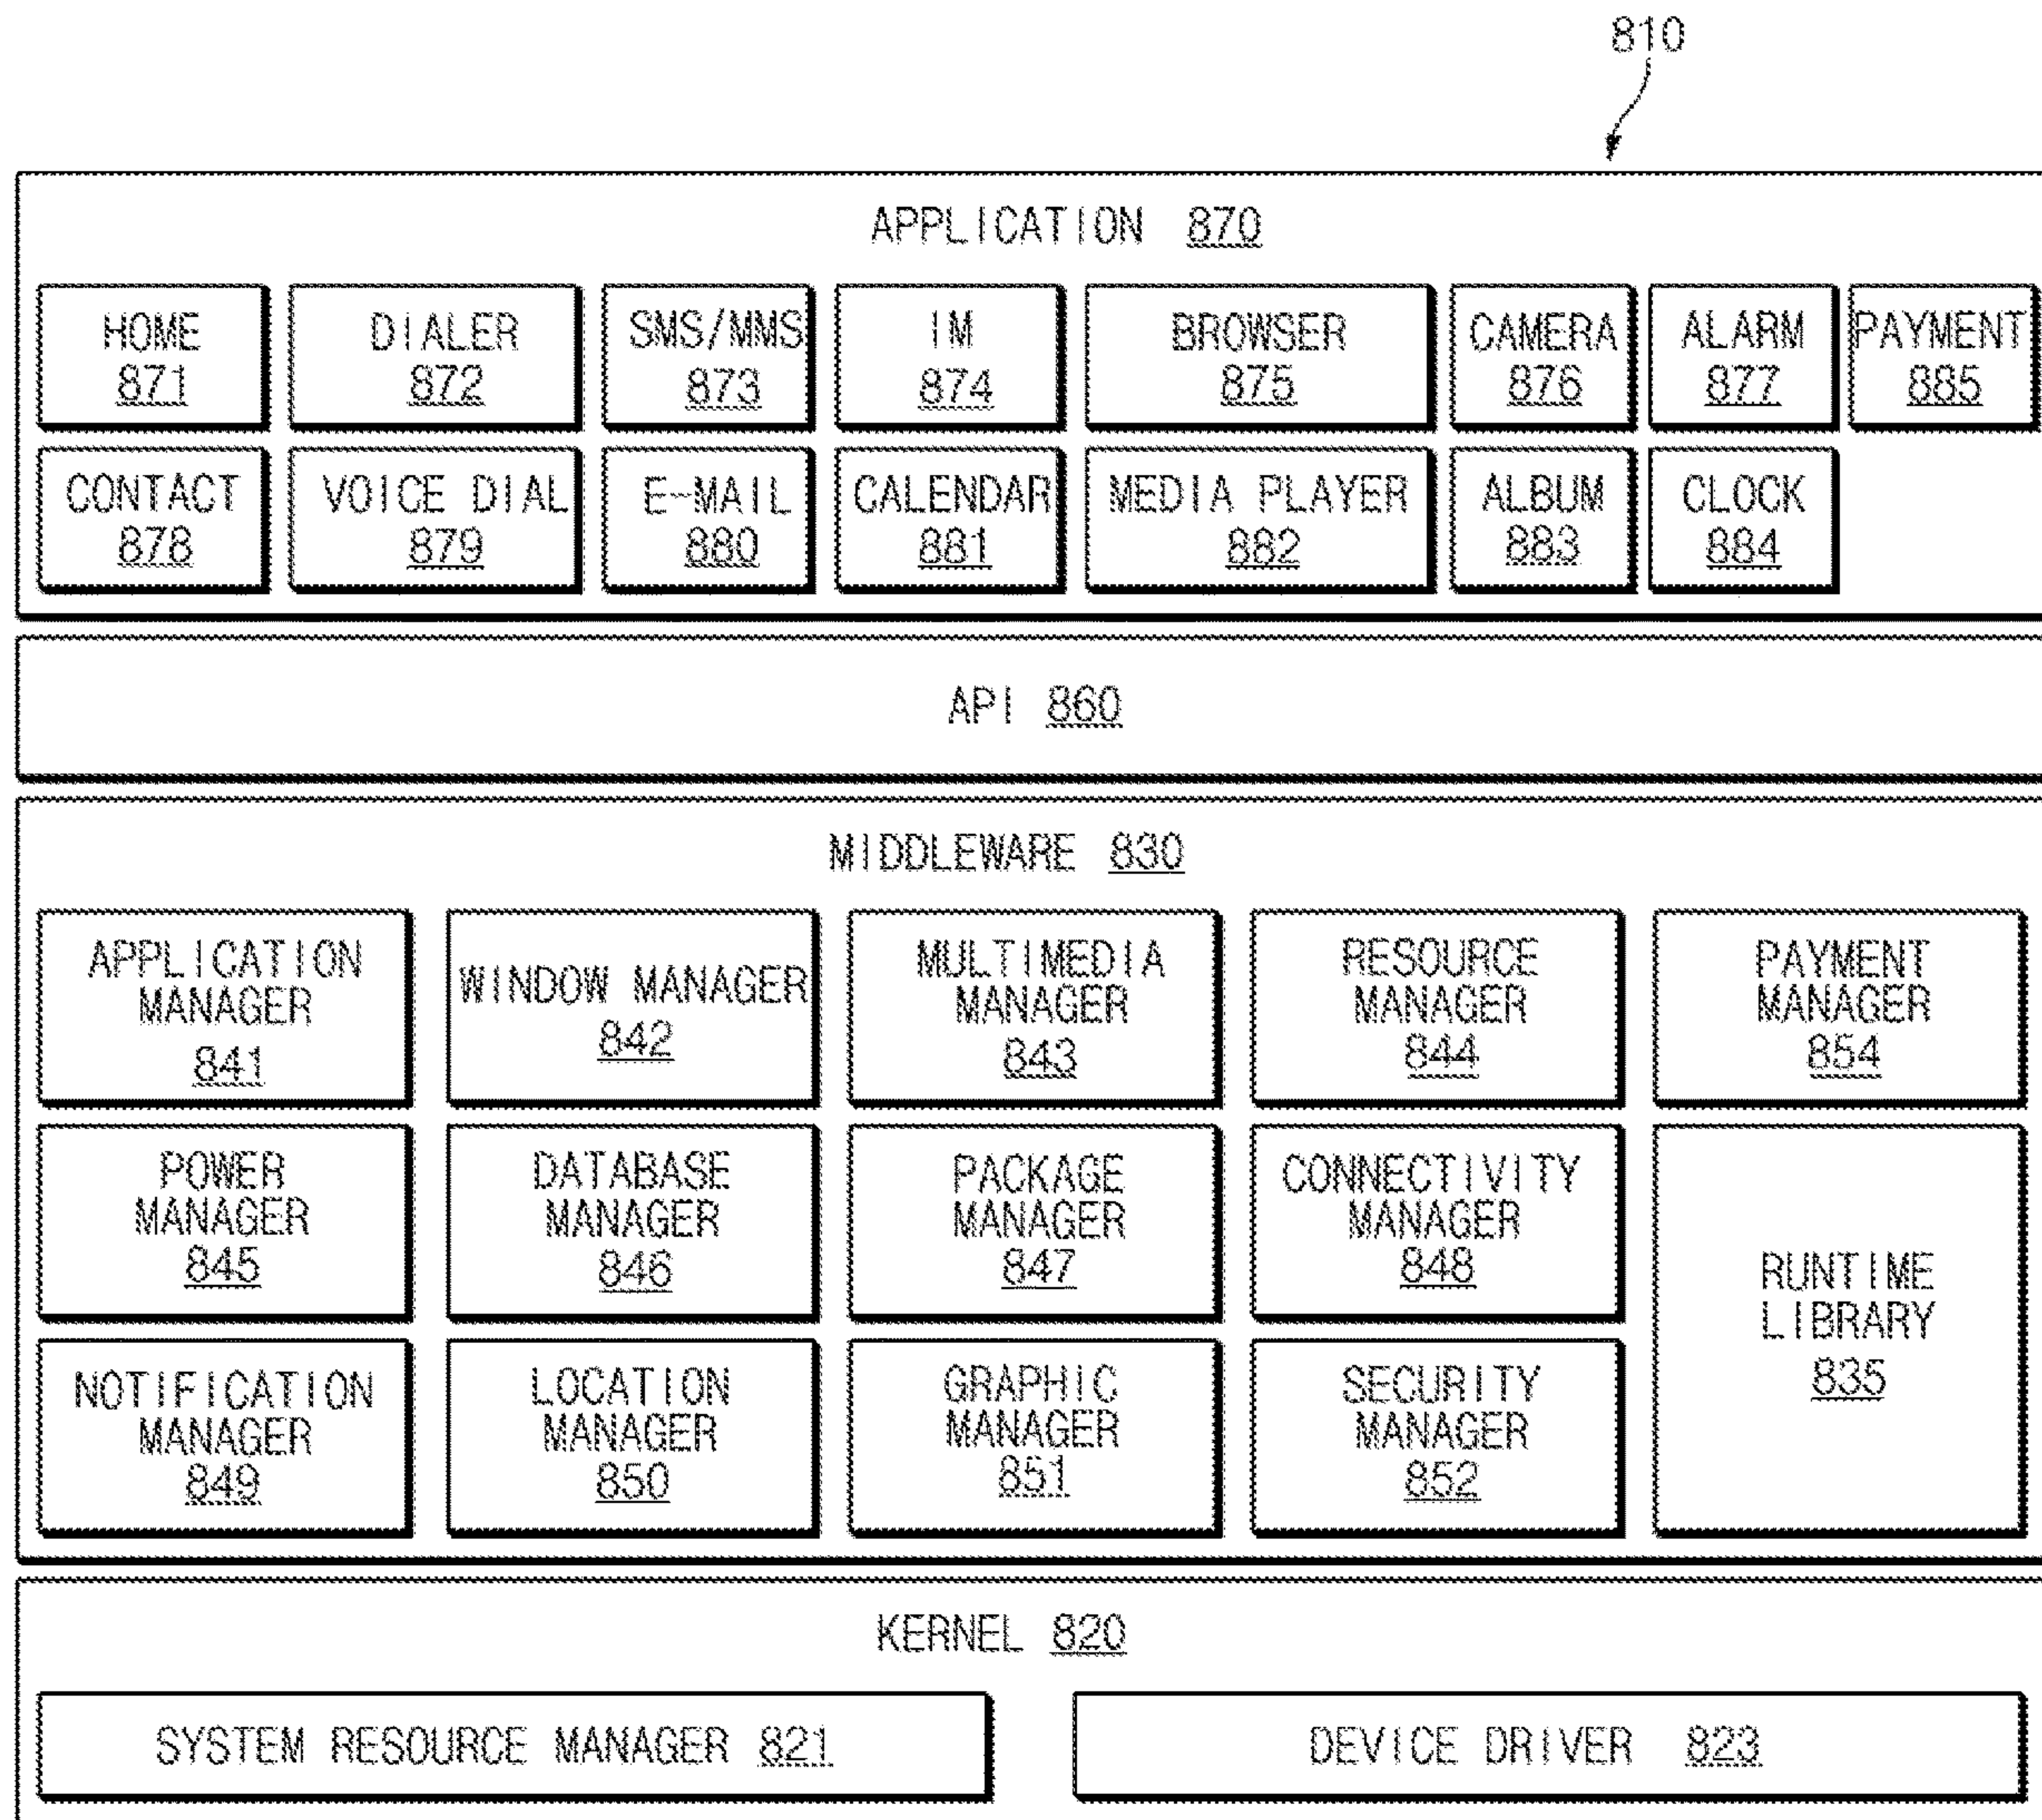 810
APPLICATION 870
HOME
871
DIALER
872
SMS/MMS
873
IM
874
BROWSER
875
CAMERA
876
ALARM
877
PAYMENT
885
CONTACT
878
VOICE DIAL
879
E-MAIL
880
CALENDAR
881
MEDIA PLAYER
882
ALBUM
883
CLOCK
884
API 860
MIDDLEWARE 830
APPLICATION
MANAGER
841
WINDOW MANAGER
842
MULTIMEDIA
MANAGER
843
RESOURCE
MANAGER
844
PAYMENT
MANAGER
854
POWER
MANAGER
845
DATABASE
MANAGER
846
PACKAGE
MANAGER
847
CONNECTIVITY
MANAGER
848
RUNTIME
LIBRARY
835
NOTIFICATION
MANAGER
849
LOCATION
MANAGER
850
GRAPHIC
MANAGER
851
SECURITY
MANAGER
852
KERNEL 820
SYSTEM RESOURCE MANAGER 821
DEVICE DRIVER 823